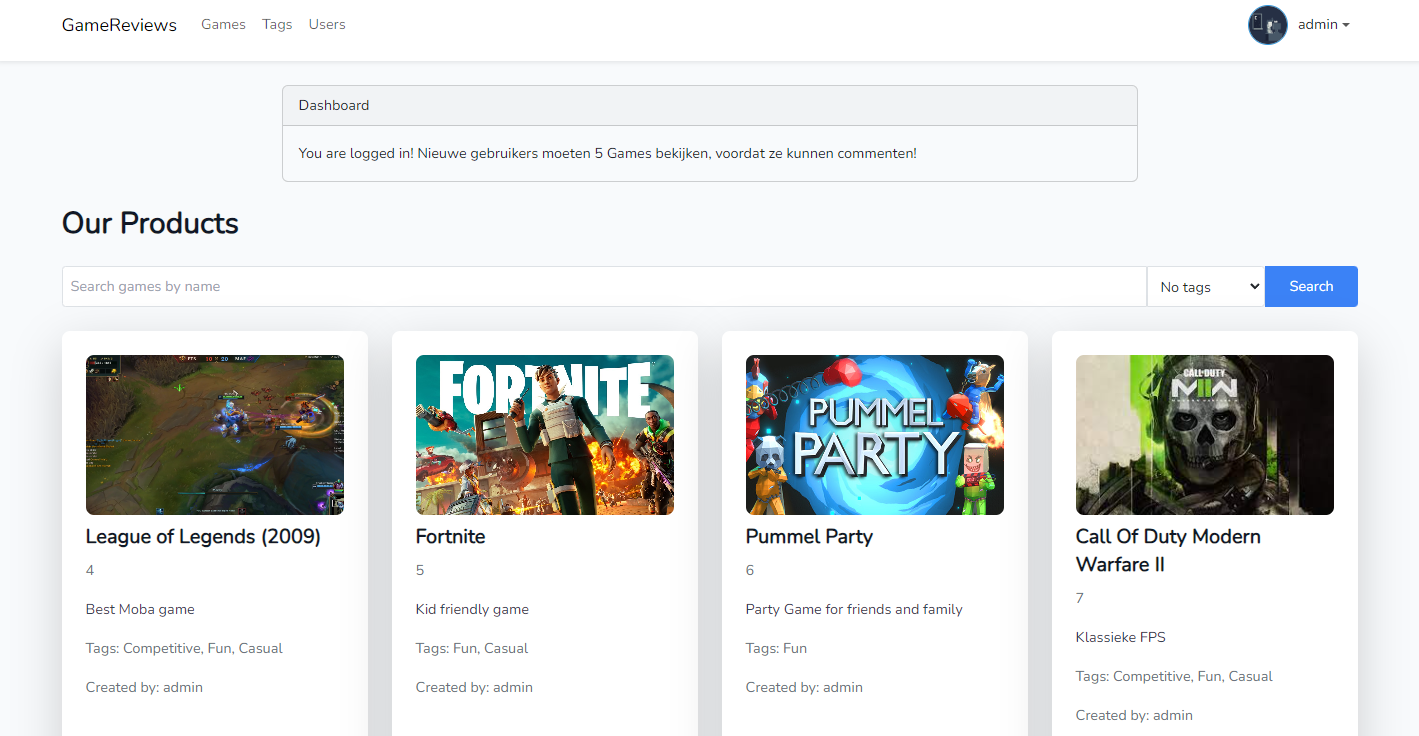 GameReviews Games Tags Users admin
Dashboard
You are logged in! Nieuwe gebruikers moeten 5 Games bekijken, voordat ze kunnen commenten!
Our Products
Search games by name No tags Search
FORTNITE
PUMMEL
PARTY
CALL OF DUTY
MWII
League of Legends (2009)
4
Best Moba game
Tags: Competitive, Fun, Casual
Created by: admin
Fortnite
5
Kid friendly game
Tags: Fun, Casual
Created by: admin
Pummel Party
6
Party Game for friends and family
Tags: Fun
Created by: admin
Call Of Duty Modern
Warfare II
7
Klassieke FPS
Tags: Competitive, Fun, Casual
Created by: admin